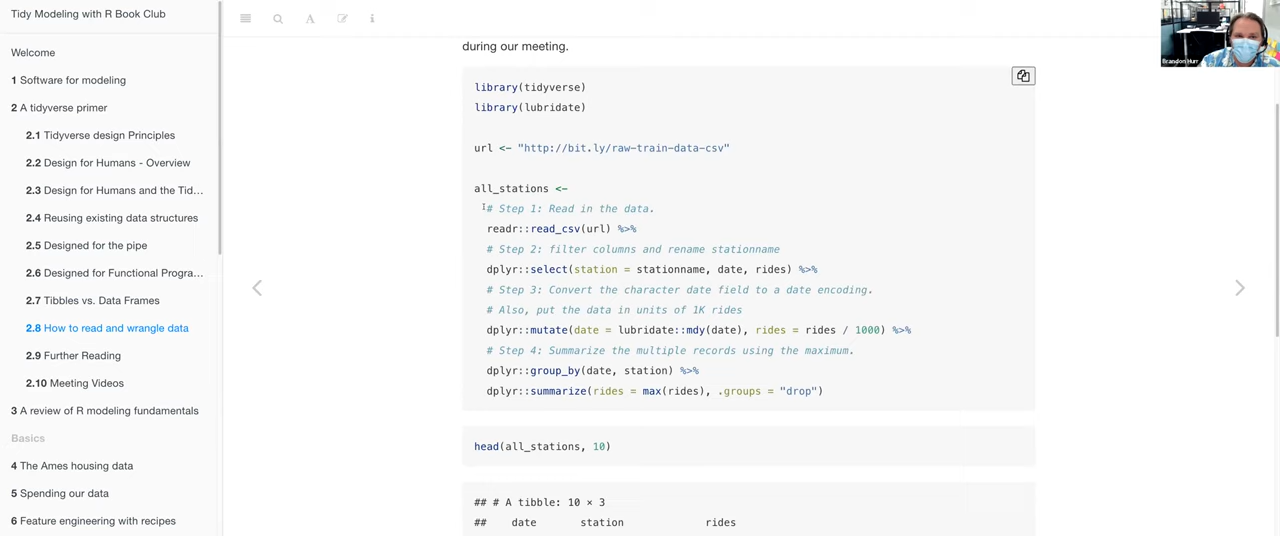 Tidy Modeling with R Book Club
Welcome
1 Software for modeling
2 A tidyverse primer
2.1 Tidyverse design Principles
2.2 Design for Humans - Overview
2.3 Design for Humans and the Tid...
2.4 Reusing existing data structures
2.5 Designed for the pipe
2.6 Designed for Functional Progra...
2.7 Tibbles vs. Data Frames
2.8 How to read and wrangle data
2.9 Further Reading
2.10 Meeting Videos
3 A review of R modeling fundamentals
Basics
4 The Ames housing data
5 Spending our data
6 Feature engineering with recipes
during our meeting.
library(tidyverse)
library(lubridate)
url <- "http://bit.ly/raw-train-data-csv"
all_stations <-
# Step 1: Read in the data.
readr::read_csv(url) %>%
# Step 2: filter columns and rename stationname
dplyr::select(station = stationname, date, rides) %>%
# Step 3: Convert the character date field to a date encoding.
# Also, put the data in units of 1K rides
dplyr::mutate(date = lubridate::mdy(date), rides = rides / 1000) %>%
# Step 4: Summarize the multiple records using the maximum.
dplyr::group_by(date, station) %>%
dplyr::summarize(rides = max(rides), .groups = "drop")
head(all_stations, 10)
## # A tibble: 10 × 3
## date station rides
Brandon Hurr